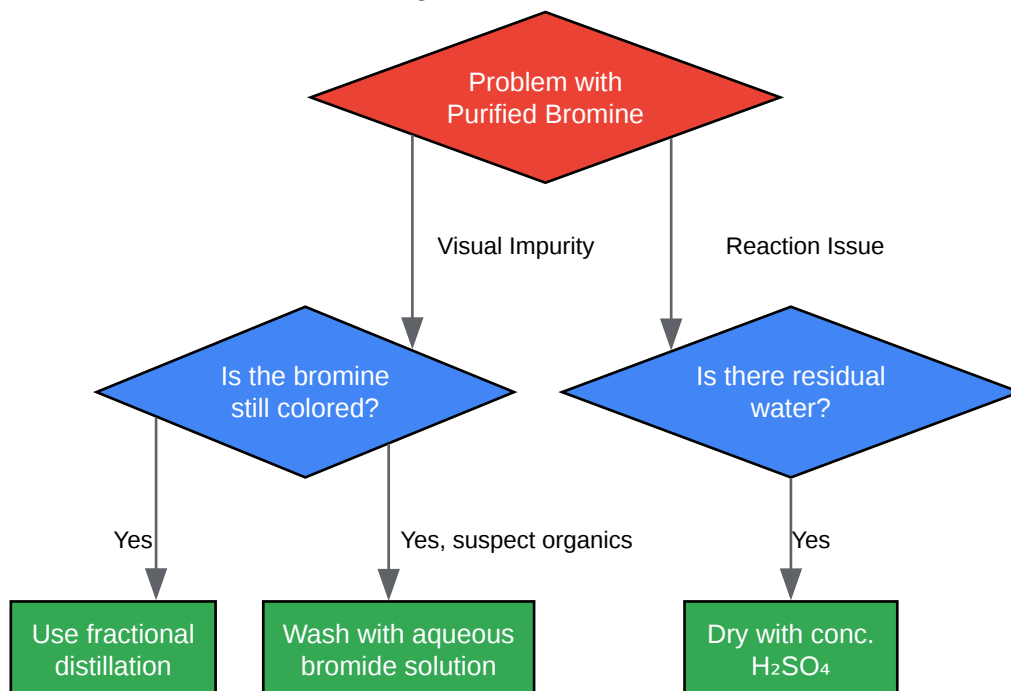 Problem with
Purified Bromine
Visual Impurity
Reaction Issue
Is the bromine
still colored?
Is there residual
water?
Yes
Yes, suspect organics
Yes
Use fractional
distillation
Wash with aqueous
bromide solution
Dry with conc.
H₂SO₄